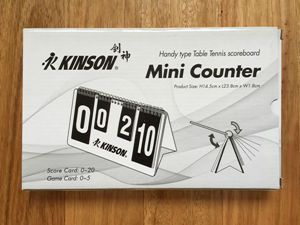 剑神
KINSON®
Handy type Table Tennis scoreboard
Mini Counter
Product Size: H14.5cm x L23.8cm x W1.8cm
0 0 2 10
KINSON®
Score Card: 0-20
Game Card: 0-5